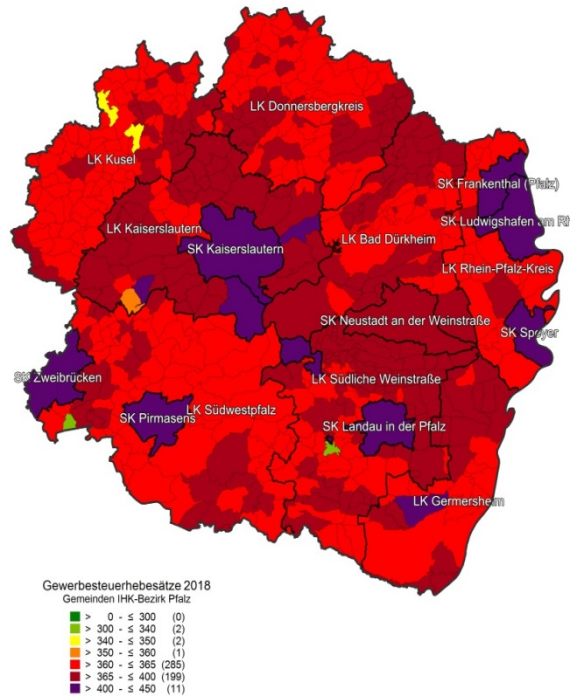 LK Donnersbergkreis
LK Kusel
SK Frankenthal (Pfalz)
LK Kaiserslautern
SK Ludwigshafen am Rh
SK Kaiserslautern
LK Bad Dürkheim
LK Rhein-Pfalz-Kreis
SK Neustadt an der Weinstraße
SK Speyer
SK Zweibrücken
LK Südliche Weinstraße
SK Pirmasens
LK Südwestpfalz
SK Landau in der Pfalz
LK Germersheim
Gewerbesteuerhebesätze 2018
Gemeinden IHK-Bezirk Pfalz
> 0 - ≤ 300 (0)
> 300 - ≤ 340 (2)
> 340 - ≤ 350 (2)
> 350 - ≤ 360 (1)
> 360 - ≤ 365 (285)
> 365 - ≤ 400 (199)
> 400 - ≤ 450 (11)